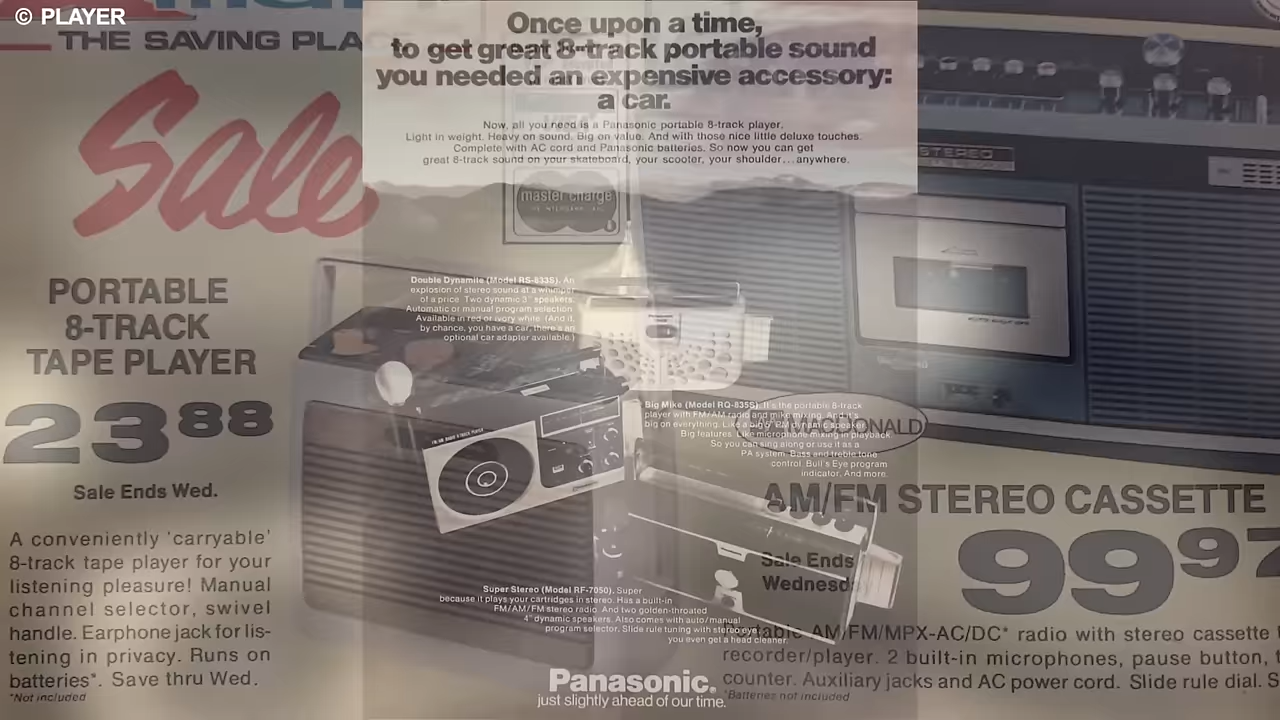 © PLAYER
THE SAVING PLA
Sale
PORTABLE
8-TRACK
TAPE PLAYER
23⁸⁸
Sale Ends Wed.
A conveniently 'carryable'
8-track tape player for your
listening pleasure! Manual
channel selector, swivel
handle. Earphone jack for lis-
tening in privacy. Runs on
batteries*. Save thru Wed.
*Not included
Once upon a time,
to get great 8-track portable sound
you needed an expensive accessory:
a car.
Now, all you need is a Panasonic portable 8-track player.
Light in weight. Heavy on sound. Big on value. And with those nice little deluxe touches.
Complete with AC cord and Panasonic batteries. So now you can get
great 8-track sound on your skateboard, your scooter, your shoulder...anywhere.
master charge
THE INTERBANK CARD
Double Dynamite (Model RS-833S). An
explosion of stereo sound at a whimper
of a price. Two dynamic 3" speakers.
Automatic or manual program selection.
Available in red or ivory white. (And if,
by chance, you have a car, there's an
optional car adapter available.)
Big Mike (Model RQ-835S). It's the portable 8-track
player with FM/AM radio and mike mixing. And it's
big on everything. Like a big 6" PM dynamic speaker.
Big features. Like microphone mixing in playback.
So you can sing along or use it as a
PA system. Bass and treble tone
control. Bull's Eye program
indicator. And more.
Super Stereo (Model RF-7050). Super
because it plays your cartridges in stereo. Has a built-in
FM/AM/FM stereo radio. And two golden-throated
4" dynamic speakers. Also comes with auto/manual
program selector. Slide rule tuning with stereo eye.
you even get a head cleaner.
Panasonic.
just slightly ahead of our time.
STEREO
DONALD
AM/FM STEREO CASSETTE
99⁹⁷
Sale Ends
Wednesd
AM/FM/MPX-AC/DC* radio with stereo cassette
recorder/player. 2 built-in microphones, pause button,
counter. Auxiliary jacks and AC power cord. Slide rule dial. S
*Batteries not included